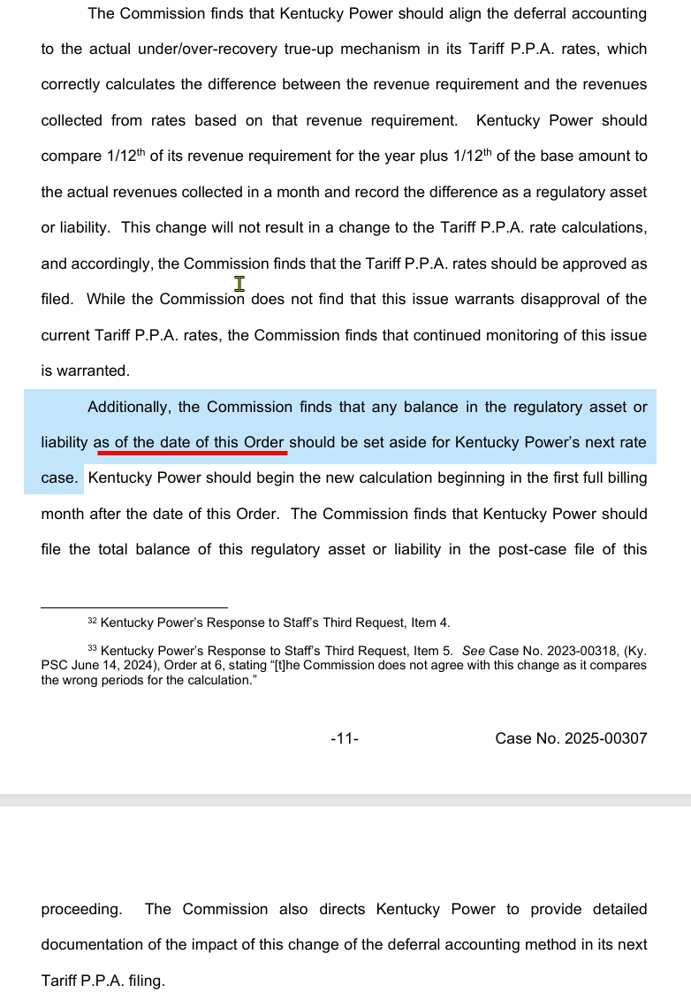 The Commission finds that Kentucky Power should align the deferral accounting
to the actual under/over-recovery true-up mechanism in its Tariff P.P.A. rates, which
correctly calculates the difference between the revenue requirement and the revenues
collected from rates based on that revenue requirement. Kentucky Power should
compare 1/12th of its revenue requirement for the year plus 1/12th of the base amount to
the actual revenues collected in a month and record the difference as a regulatory asset
or liability. This change will not result in a change to the Tariff P.P.A. rate calculations,
and accordingly, the Commission finds that the Tariff P.P.A. rates should be approved as
filed. While the Commission does not find that this issue warrants disapproval of the
current Tariff P.P.A. rates, the Commission finds that continued monitoring of this issue
is warranted.
Additionally, the Commission finds that any balance in the regulatory asset or
liability as of the date of this Order should be set aside for Kentucky Power's next rate
case. Kentucky Power should begin the new calculation beginning in the first full billing
month after the date of this Order. The Commission finds that Kentucky Power should
file the total balance of this regulatory asset or liability in the post-case file of this
32 Kentucky Power's Response to Staff's Third Request, Item 4.
33 Kentucky Power's Response to Staff's Third Request, Item 5. See Case No. 2023-00318, (Ky.
PSC June 14, 2024), Order at 6, stating "[t]he Commission does not agree with this change as it compares
the wrong periods for the calculation."
-11- Case No. 2025-00307
proceeding. The Commission also directs Kentucky Power to provide detailed
documentation of the impact of this change of the deferral accounting method in its next
Tariff P.P.A. filing.